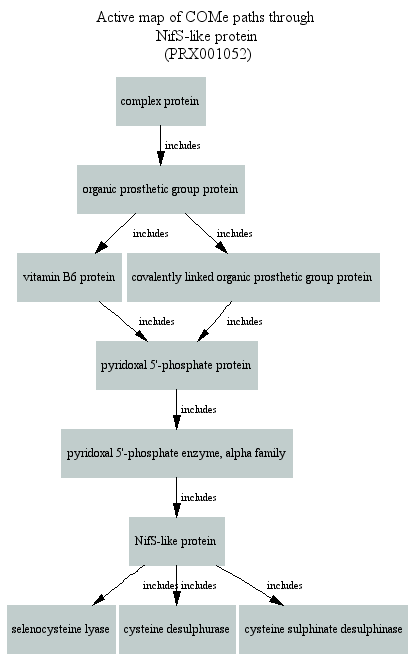 Active map of COMe paths through
NifS-like protein
(PRX001052)
complex protein
includes
organic prosthetic group protein
includes
includes
vitamin B6 protein
covalently linked organic prosthetic group protein
includes
includes
pyridoxal 5'-phosphate protein
includes
pyridoxal 5'-phosphate enzyme, alpha family
includes
NifS-like protein
includes
includes
includes
selenocysteine lyase
cysteine desulphurase
cysteine sulphinate desulphinase